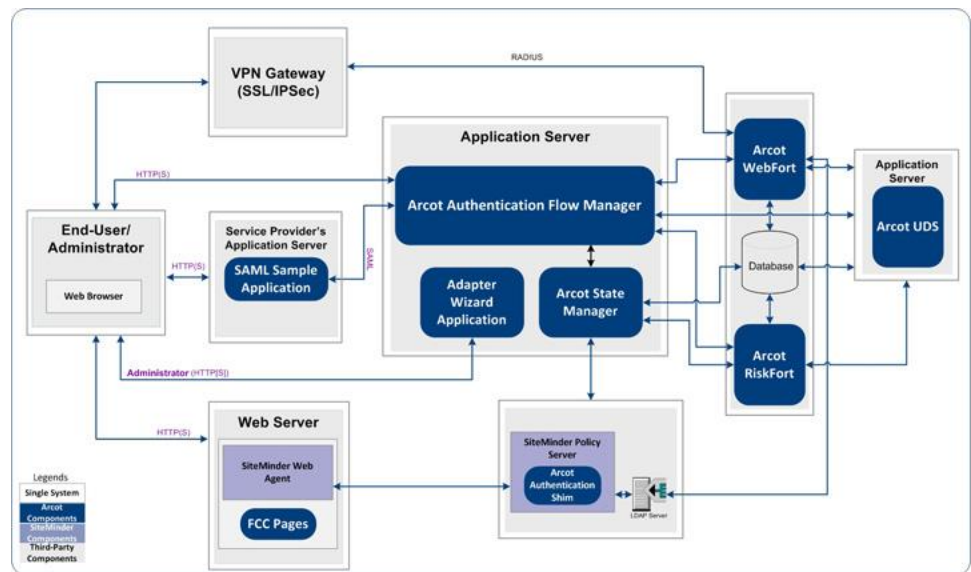 VPN Gateway
(SSL/IPSec)
RADIUS
Application Server
Arcot
WebFort
Application
Server
Arcot UDS
HTTP(S)
Arcot Authentication Flow Manager
End-User/
Administrator
Web Browser
HTTP(S)
Service Provider's
Application Server
SAML Sample
Application
SAML
Database
Adapter
Wizard
Application
Arcot State
Manager
Arcot
RiskFort
Administrator (HTTP[S])
HTTP(S)
Web Server
SiteMinder Web
Agent
FCC Pages
SiteMinder Policy
Server
Arcot
Authentication
Shim
LDAP Server
Legends
Single System
Arcot
Components
SiteMinder
Components
Third-Party
Components